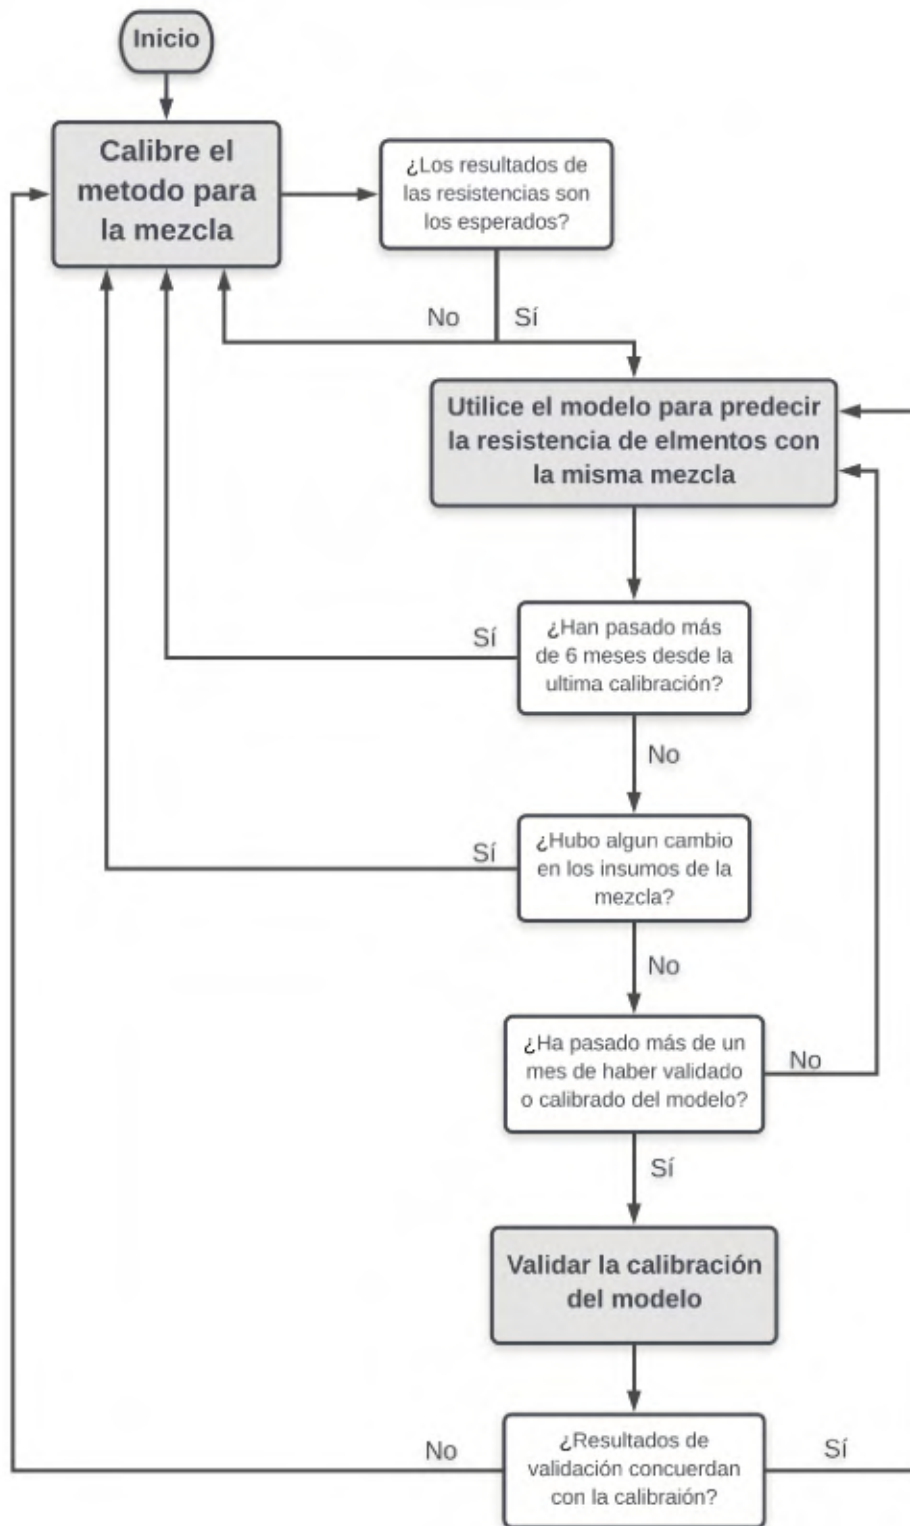 Inicio
Calibre el
metodo para
la mezcla
¿Los resultados de
las resistencias son
los esperados?
No
Sí
Utilice el modelo para predecir
la resistencia de elmentos con
la misma mezcla
¿Han pasado más
de 6 meses desde la
ultima calibración?
Sí
No
¿Hubo algun cambio
en los insumos de la
mezcla?
Sí
No
¿Ha pasado más de un
mes de haber validado
o calibrado del modelo?
No
Sí
Validar la calibración
del modelo
¿Resultados de
validación concuerdan
con la calibraión?
No
Sí